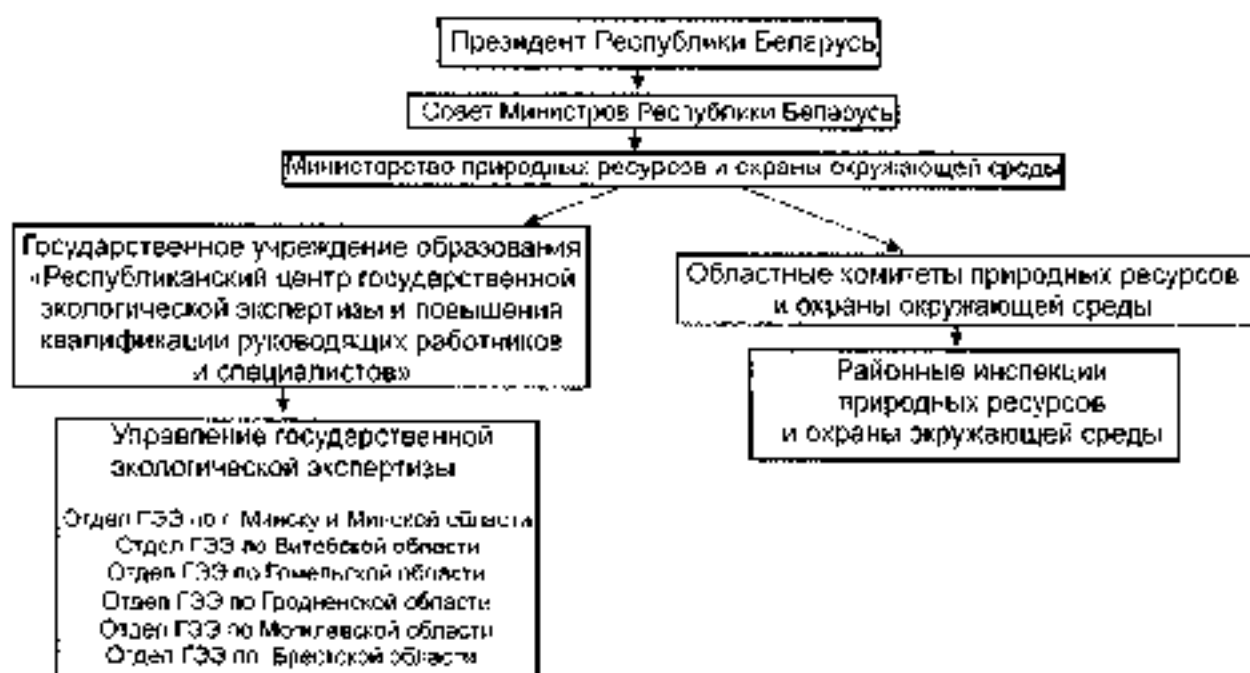 Президент Республики Беларусь
Совет Министров Республики Беларусь
Министерство природных ресурсов и охраны окружающей среды
Государственное учреждение образования
«Республиканский центр государственной
экологической экспертизы и повышения
квалификации руководящих работников
и специалистов»
Областные комитеты природных ресурсов
и охраны окружающей среды
Районные инспекции
природных ресурсов
и охраны окружающей среды
Управление государственной
экологической экспертизы
Отдел ГЭЭ по г. Минску и Минской области
Отдел ГЭЭ по Витебской области
Отдел ГЭЭ по Гомельской области
Отдел ГЭЭ по Гродненской области
Отдел ГЭЭ по Могилевской области
Отдел ГЭЭ по Брестской области